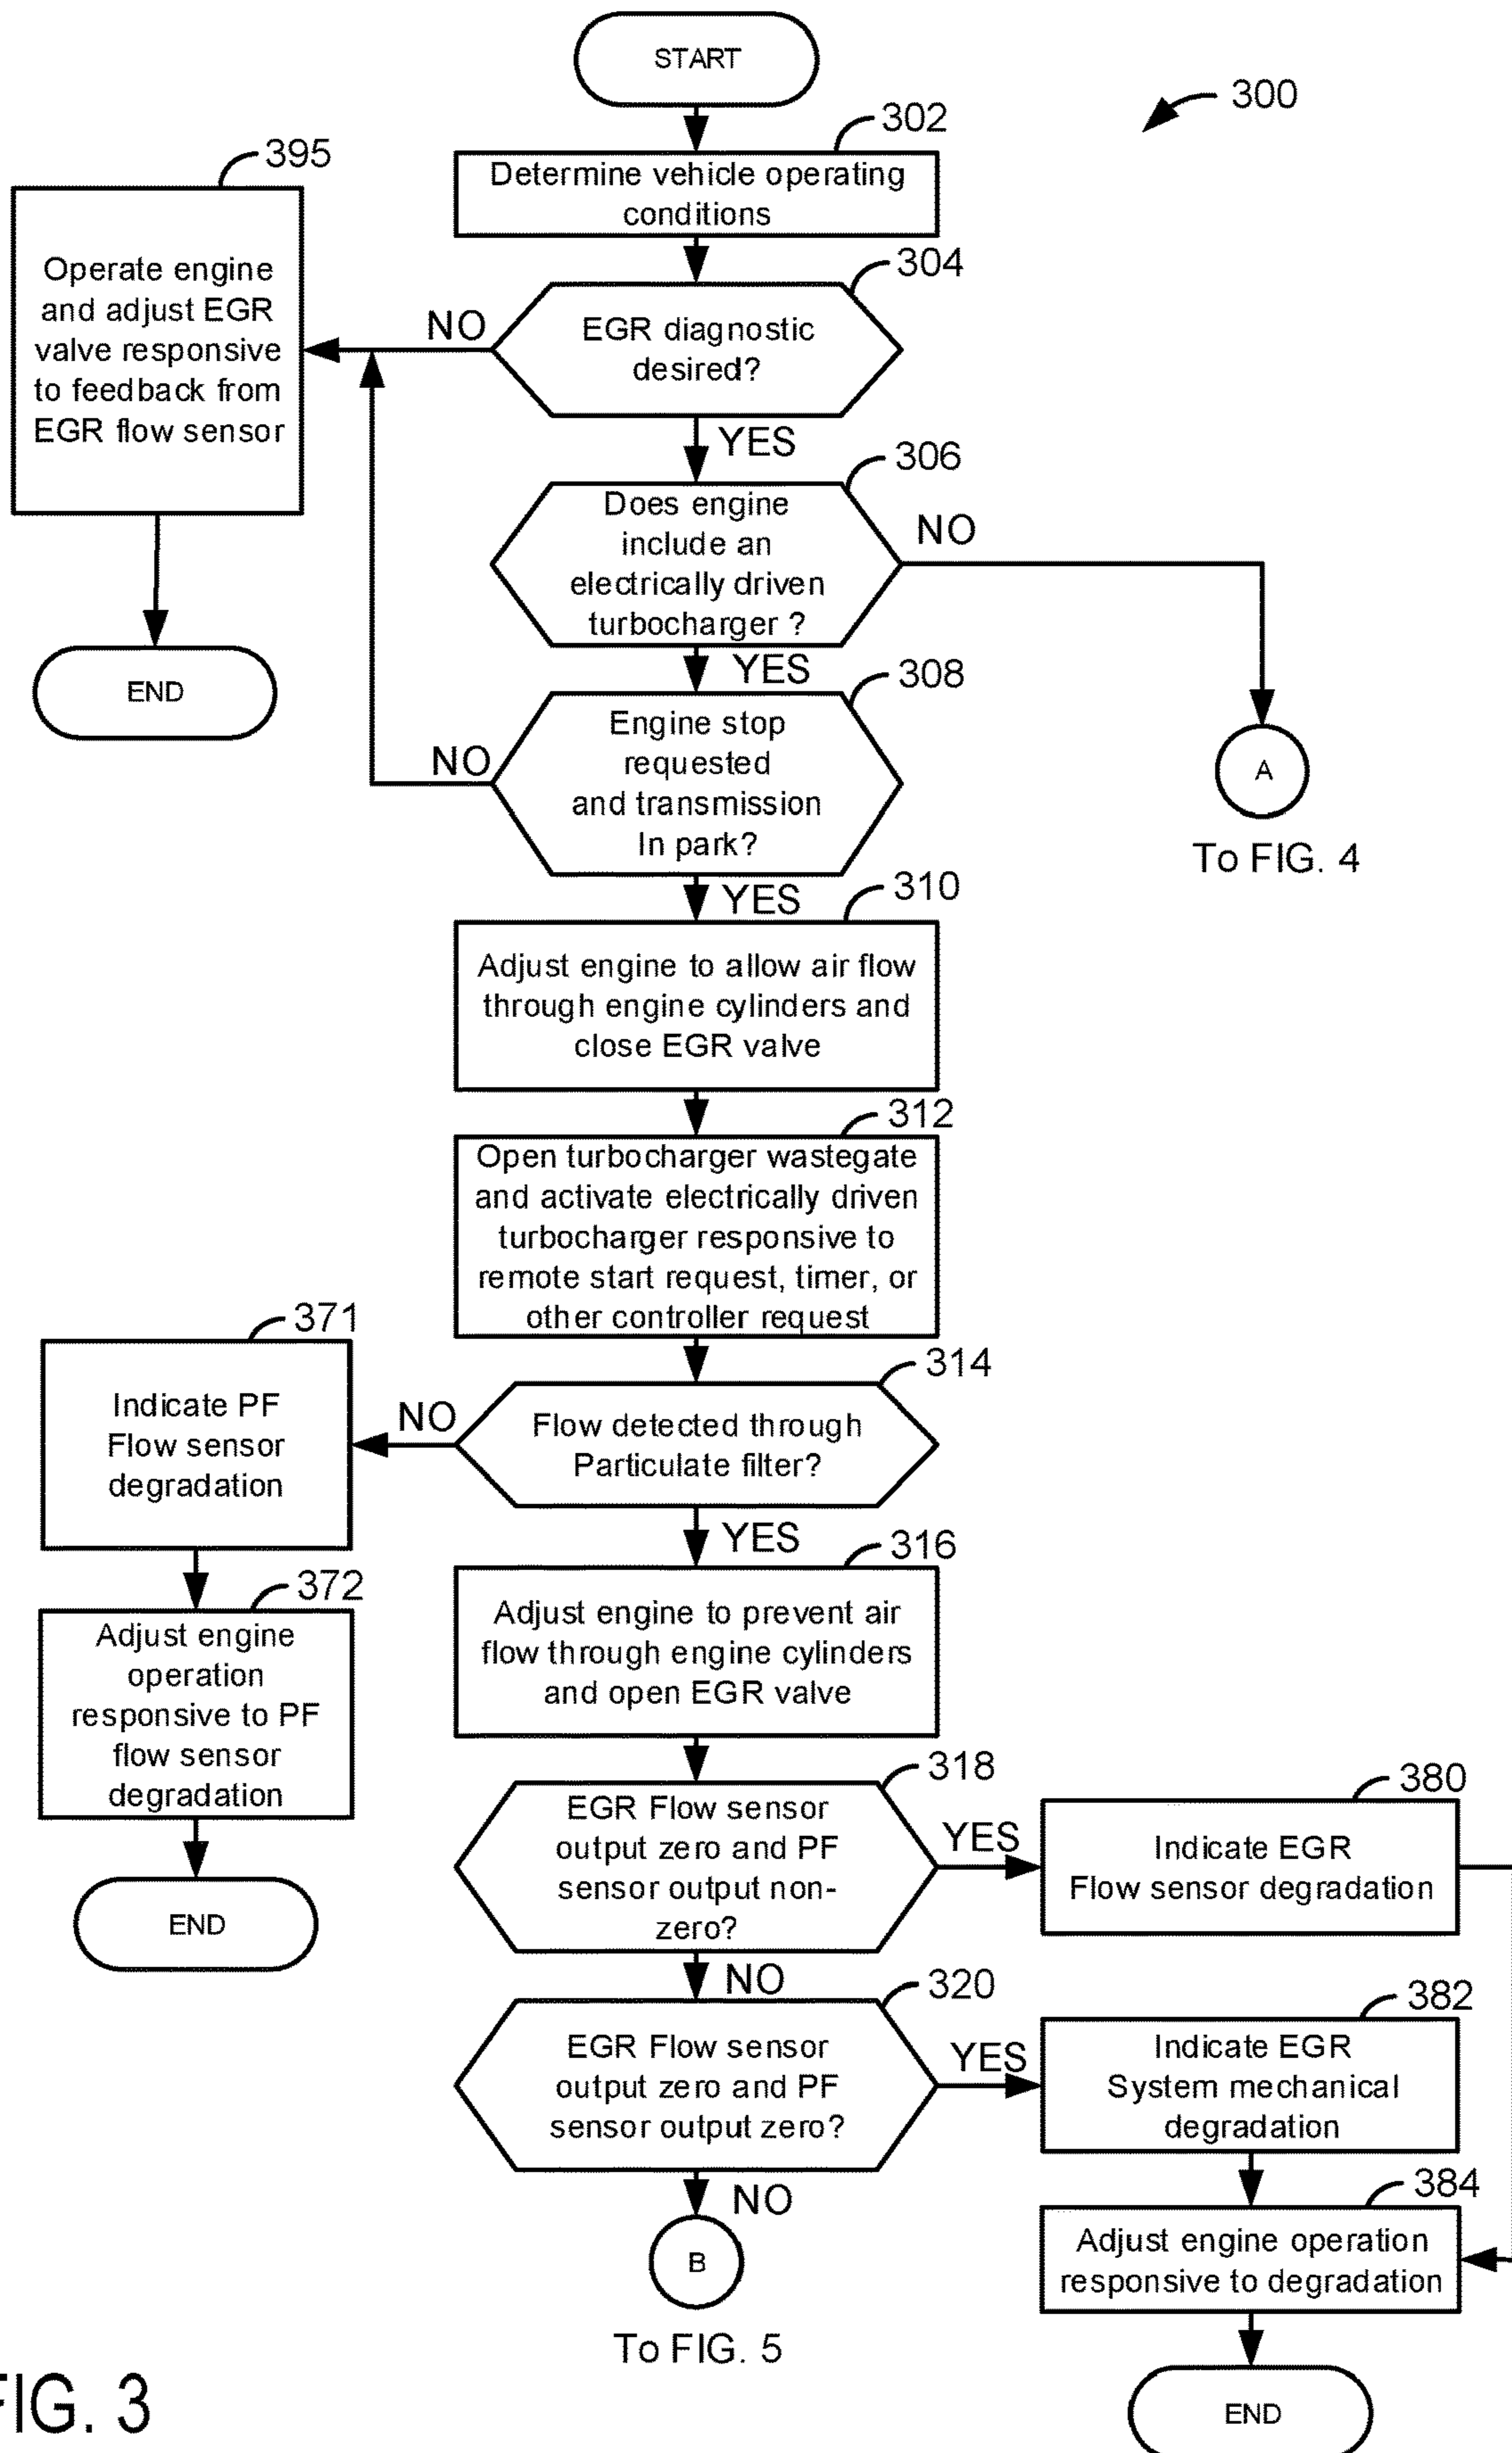 START
300
302
Determine vehicle operating
conditions
395
Operate engine
and adjust EGR
valve responsive
to feedback from
EGR flow sensor
END
304
EGR diagnostic
desired?
NO
YES
306
Does engine
include an
electrically driven
turbocharger ?
NO
A
To FIG. 4
YES
308
Engine stop
requested
and transmission
In park?
NO
YES
310
Adjust engine to allow air flow
through engine cylinders and
close EGR valve
312
Open turbocharger wastegate
and activate electrically driven
turbocharger responsive to
remote start request, timer, or
other controller request
314
Flow detected through
Particulate filter?
NO
371
Indicate PF
Flow sensor
degradation
372
Adjust engine
operation
responsive to PF
flow sensor
degradation
END
YES
316
Adjust engine to prevent air
flow through engine cylinders
and open EGR valve
318
EGR Flow sensor
output zero and PF
sensor output non-
zero?
YES
380
Indicate EGR
Flow sensor degradation
NO
320
EGR Flow sensor
output zero and PF
sensor output zero?
YES
382
Indicate EGR
System mechanical
degradation
384
Adjust engine operation
responsive to degradation
END
NO
B
To FIG. 5
FIG. 3